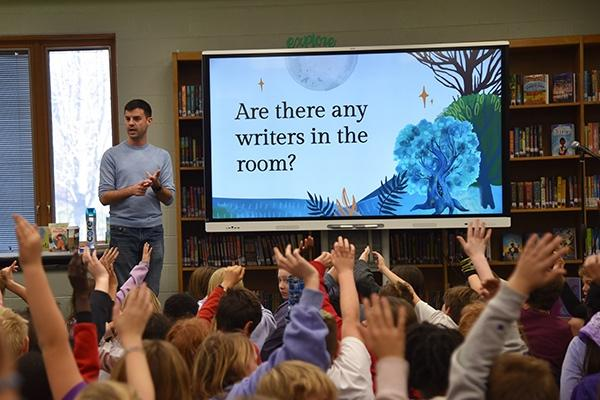 explore
Are there any
writers in the
room?